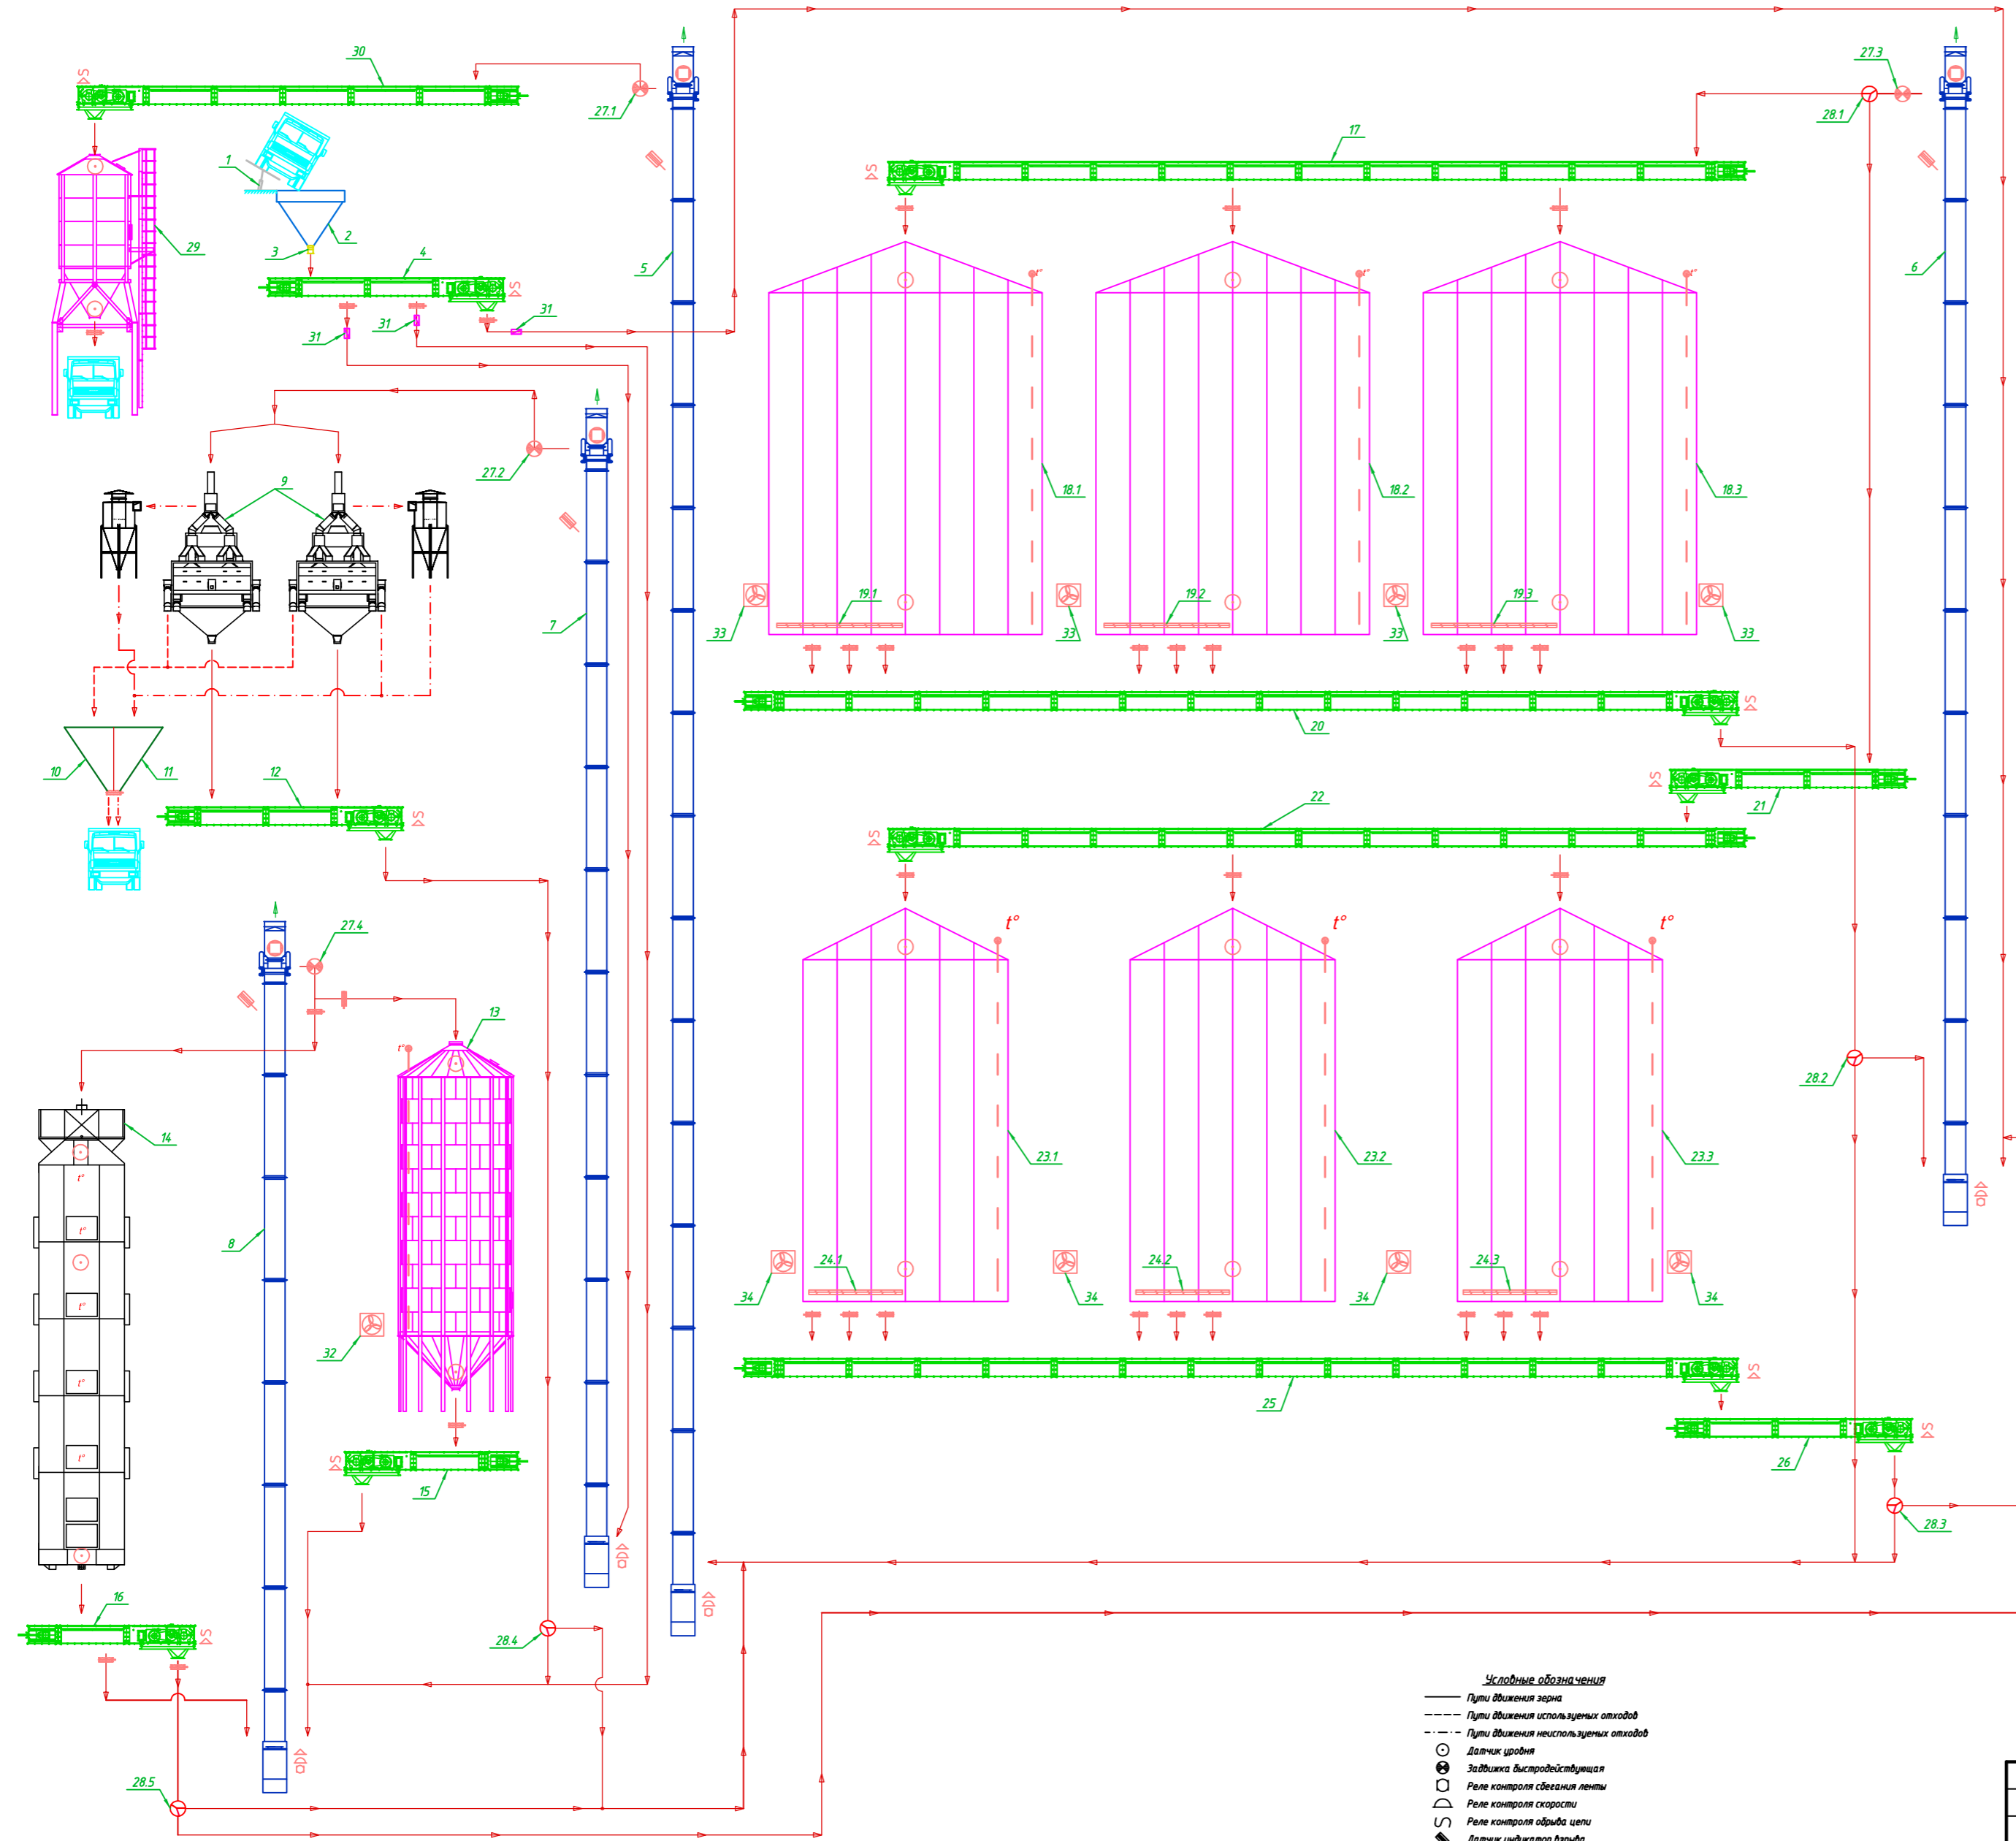 30
27.1
27.3
28.1
17
1
2
3
4
5
6
29
31
31
31
t°
t°
t°
27.2
9
18.1
18.2
18.3
7
19.1
19.2
19.3
33
33
33
33
20
10
11
12
21
22
27.4
t°
t°
t°
28.2
13
t°
14
t°
23.1
23.2
23.3
t°
8
24.1
24.2
24.3
34
34
34
34
t°
32
t°
25
t°
26
15
28.3
16
28.4
28.5
Условные обозначения
Пути движения зерна
Пути движения используемых отходов
Пути движения неиспользуемых отходов
Датчик уровня
Задвижка быстродействующая
Реле контроля сбегания ленты
Реле контроля скорости
Реле контроля обрыва цепи
Датчик индикатор взрыва